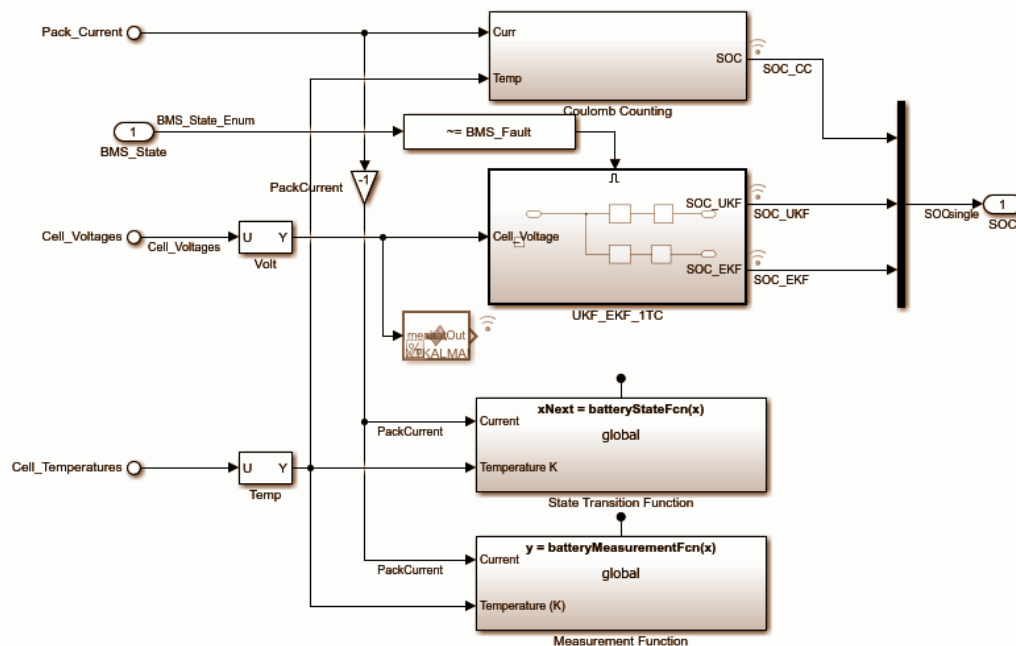 Pack_Current
Curr
SOC
SOC_CC
Temp
Coulomb Counting
BMS_State_Enum
1
BMS_State
~= BMS_Fault
PackCurrent
-1
SOC_UKF
SOC_UKF
Cell_Voltages
Cell_Voltages
U Y
Volt
Cell_Voltage
SOC_EKF
SOC_EKF
UKF_EKF_1TC
SOCsingle
1
SOC
xNext = batteryStateFcn(x)
global
Current
PackCurrent
Temperature K
State Transition Function
Cell_Temperatures
U Y
Temp
y = batteryMeasurementFcn(x)
global
Current
PackCurrent
Temperature (K)
Measurement Function